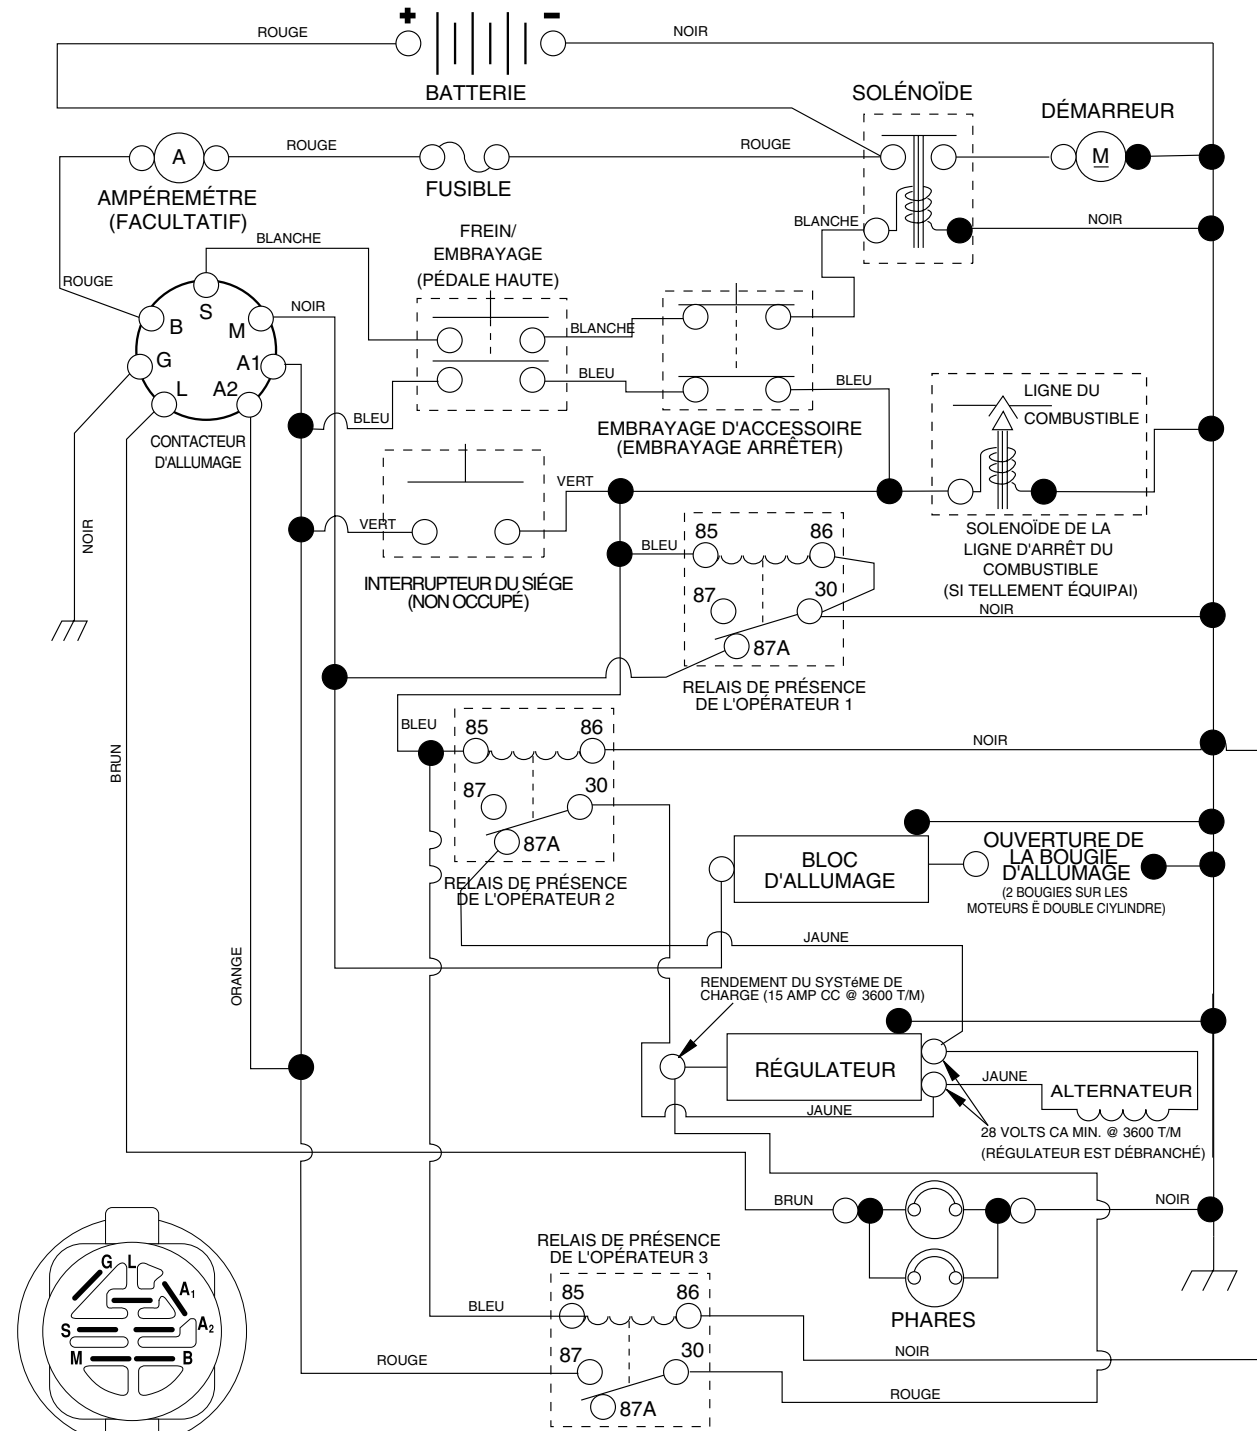 ROUGE
+
-
NOIR
BATTERIE
SOLÉNOÏDE
DÉMARREUR
ROUGE
ROUGE
A
M
AMPÉREMÉTRE
(FACULTATIF)
FUSIBLE
BLANCHE
FREIN/
EMBRAYAGE
(PÉDALE HAUTE)
BLANCHE
NOIR
ROUGE
NOIR
S
B
M
G
A1
L
A2
BLANCHE
BLEU
BLEU
BLEU
LIGNE DU
COMBUSTIBLE
CONTACTEUR
D'ALLUMAGE
EMBRAYAGE D'ACCESSOIRE
(EMBRAYAGE ARRÊTER)
VERT
VERT
NOIR
INTERRUPTEUR DU SIÉGE
(NON OCCUPÉ)
BLEU
85
86
87
30
87A
SOLENOÏDE DE LA
LIGNE D'ARRÊT DU
COMBUSTIBLE
(SI TELLEMENT ÉQUIPAI)
NOIR
RELAIS DE PRÉSENCE
DE L'OPÉRATEUR 1
BLEU
85
86
NOIR
BRUN
87
30
87A
RELAIS DE PRÉSENCE
DE L'OPÉRATEUR 2
BLOC
D'ALLUMAGE
OUVERTURE DE
LA BOUGIE
D'ALLUMAGE
(2 BOUGIES SUR LES
MOTEURS Ë DOUBLE CIYLINDRE)
JAUNE
ORANGE
RENDEMENT DU SYSTéME DE
CHARGE (15 AMP CC @ 3600 T/M)
RÉGULATEUR
JAUNE
ALTERNATEUR
JAUNE
28 VOLTS CA MIN. @ 3600 T/M
(RÉGULATEUR EST DÉBRANCHÉ)
BRUN
NOIR
PHARES
RELAIS DE PRÉSENCE
DE L'OPÉRATEUR 3
BLEU
85
86
NOIR
ROUGE
87
30
87A
ROUGE
G
L
A1
S
A2
M
B